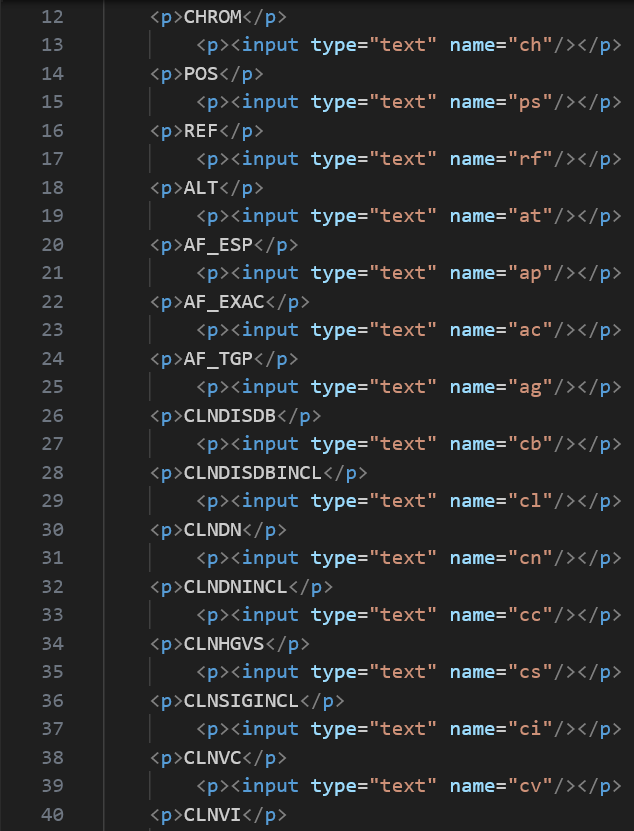 12 <p>CHROM</p>
13 <p><input type="text" name="ch"/></p>
14 <p>POS</p>
15 <p><input type="text" name="ps"/></p>
16 <p>REF</p>
17 <p><input type="text" name="rf"/></p>
18 <p>ALT</p>
19 <p><input type="text" name="at"/></p>
20 <p>AF_ESP</p>
21 <p><input type="text" name="ap"/></p>
22 <p>AF_EXAC</p>
23 <p><input type="text" name="ac"/></p>
24 <p>AF_TGP</p>
25 <p><input type="text" name="ag"/></p>
26 <p>CLNDISDB</p>
27 <p><input type="text" name="cb"/></p>
28 <p>CLNDISDBINCL</p>
29 <p><input type="text" name="cl"/></p>
30 <p>CLNDN</p>
31 <p><input type="text" name="cn"/></p>
32 <p>CLNDNINCL</p>
33 <p><input type="text" name="cc"/></p>
34 <p>CLNHGVS</p>
35 <p><input type="text" name="cs"/></p>
36 <p>CLNSIGINCL</p>
37 <p><input type="text" name="ci"/></p>
38 <p>CLNVC</p>
39 <p><input type="text" name="cv"/></p>
40 <p>CLNVI</p>